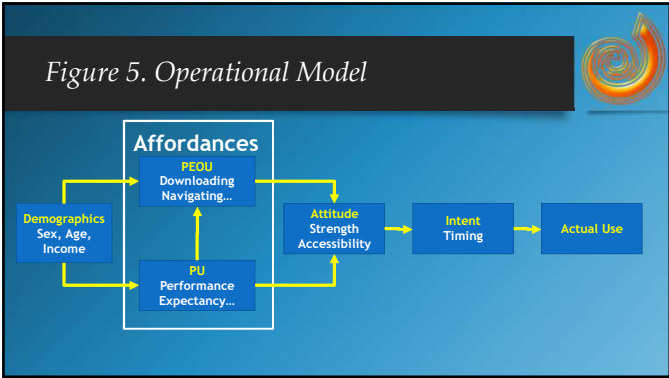 Figure 5. Operational Model
Affordances
PEOU
Downloading
Navigating...
Demographics
Sex, Age,
Income
PU
Performance
Expectancy...
Attitude
Strength
Accessibility
Intent
Timing
Actual Use